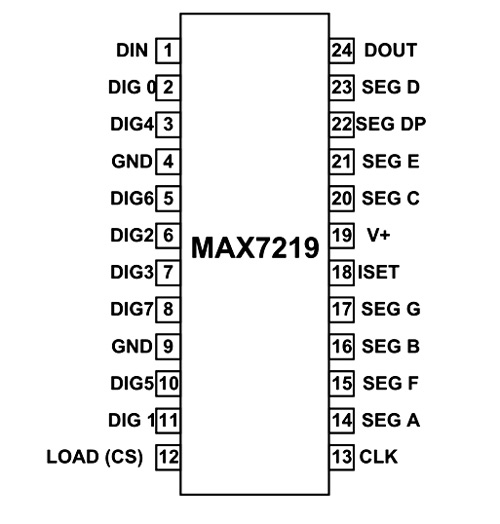 DIN 1 24 DOUT
DIG 0 2 23 SEG D
DIG4 3 22 SEG DP
GND 4 21 SEG E
DIG6 5 20 SEG C
DIG2 6 19 V+
MAX7219
DIG3 7 18 ISET
DIG7 8 17 SEG G
GND 9 16 SEG B
DIG5 10 15 SEG F
DIG 1 11 14 SEG A
LOAD (CS) 12 13 CLK